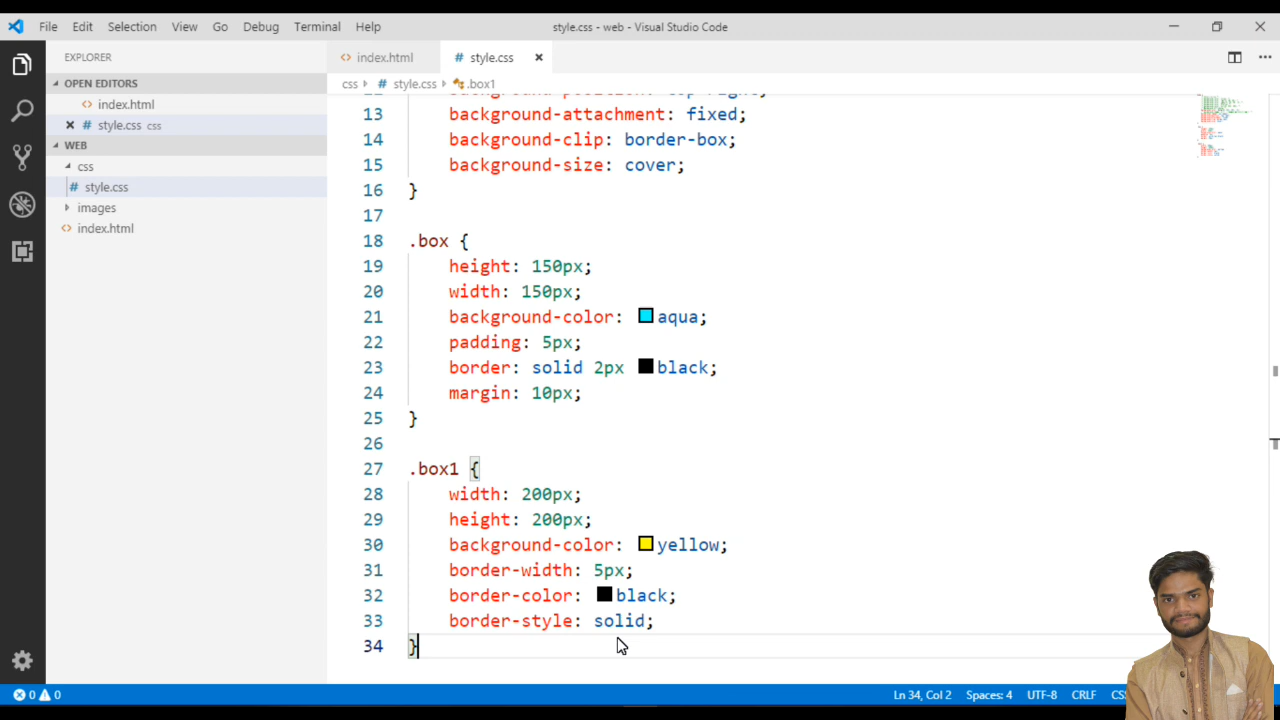 File Edit Selection View Go Debug Terminal Help
style.css - web - Visual Studio Code
EXPLORER
OPEN EDITORS
index.html
style.css css
WEB
css
style.css
images
index.html
index.html
style.css
css style.css .box1
12 background-position: top right;
13 background-attachment: fixed;
14 background-clip: border-box;
15 background-size: cover;
16 }
17
18 .box {
19 height: 150px;
20 width: 150px;
21 background-color: aqua;
22 padding: 5px;
23 border: solid 2px black;
24 margin: 10px;
25 }
26
27 .box1 {
28 width: 200px;
29 height: 200px;
30 background-color: yellow;
31 border-width: 5px;
32 border-color: black;
33 border-style: solid;
34 }
0 0
Ln 34, Col 2 Spaces: 4 UTF-8 CRLF